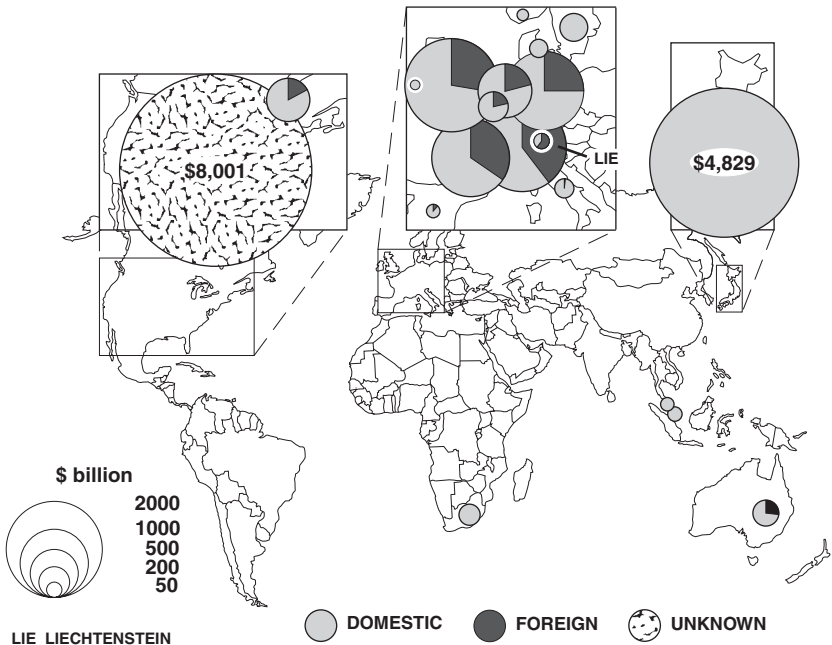 $8,001
LIE
$4,829
$ billion
2000
1000
500
200
50
DOMESTIC
FOREIGN
UNKNOWN
LIE LIECHTENSTEIN